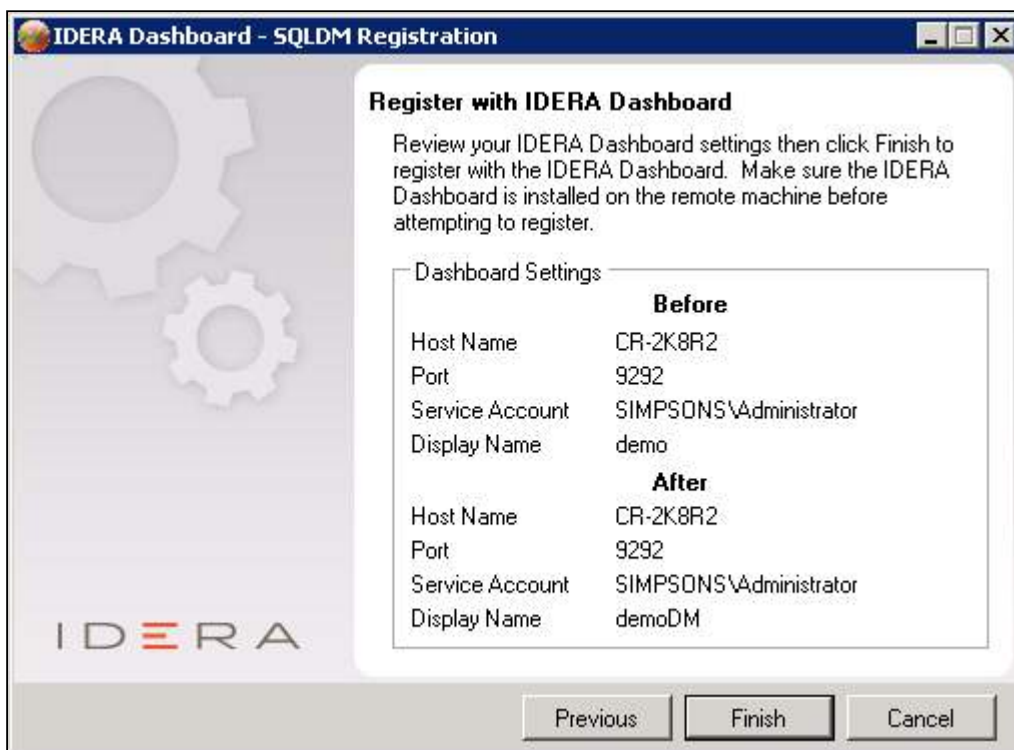 IDERA Dashboard - SQLDM Registration
Register with IDERA Dashboard
Review your IDERA Dashboard settings then click Finish to
register with the IDERA Dashboard.  Make sure the IDERA
Dashboard is installed on the remote machine before
attempting to register.
Dashboard Settings
Before
Host Name CR-2K8R2
Port 9292
Service Account SIMPSONS\Administrator
Display Name demo
After
Host Name CR-2K8R2
Port 9292
Service Account SIMPSONS\Administrator
Display Name demoDM
IDERA
Previous Finish Cancel